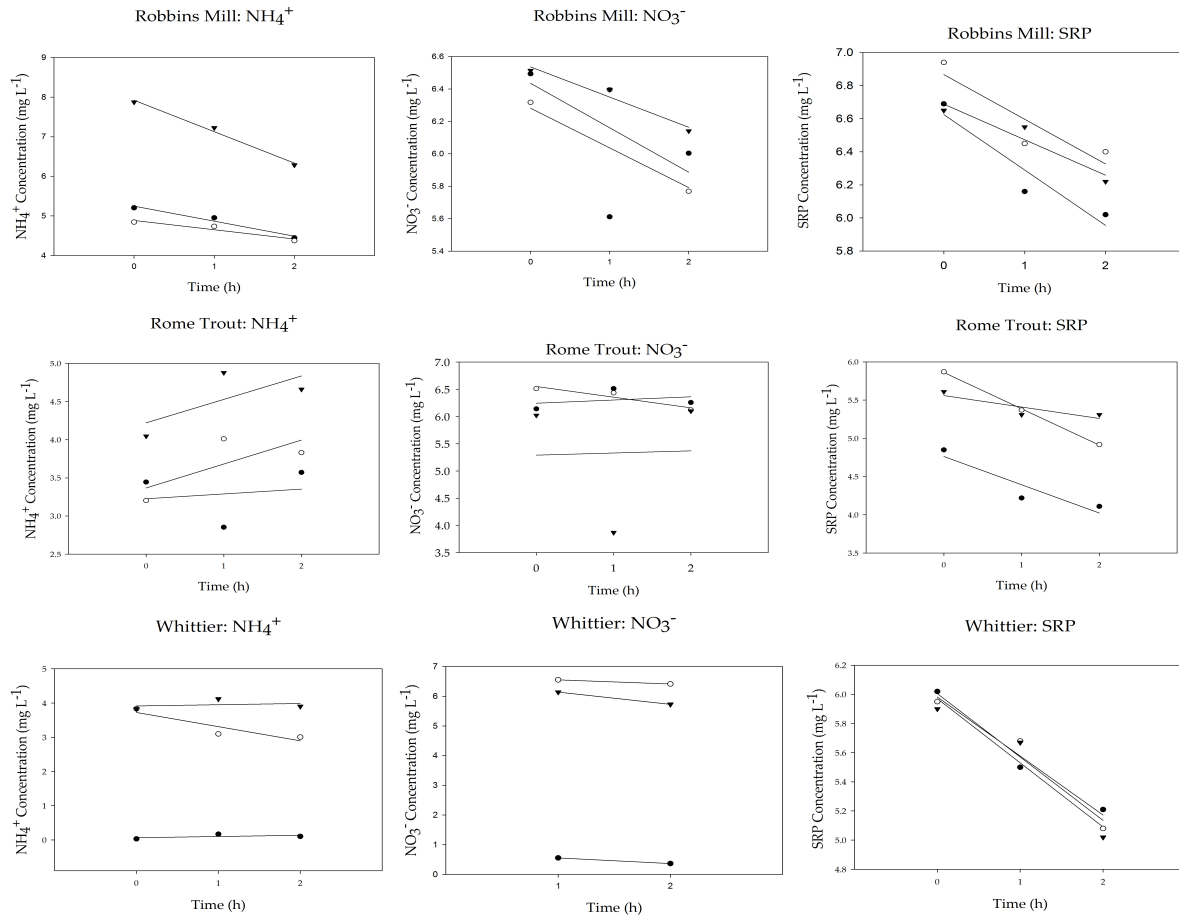 Robbins Mill: NH4+
NH4+ Concentration (mg L-1)
9
8
7
6
5
4
0 1 2
Time (h)
Robbins Mill: NO3-
NO3- Concentration (mg L-1)
6.6
6.4
6.2
6.0
5.8
5.6
5.4
0 1 2
Time (h)
Robbins Mill: SRP
SRP Concentration (mg L-1)
7.0
6.8
6.6
6.4
6.2
6.0
5.8
0 1 2
Time (h)
Rome Trout: NH4+
NH4+ Concentration (mg L-1)
5.0
4.5
4.0
3.5
3.0
2.5
0 1 2
Time (h)
Rome Trout: NO3-
NO3- Concentration (mg L-1)
7.0
6.5
6.0
5.5
5.0
4.5
4.0
3.5
0 1 2
Time (h)
Rome Trout: SRP
SRP Concentration (mg L-1)
6.0
5.5
5.0
4.5
4.0
3.5
0 1 2
Time (h)
Whittier: NH4+
NH4+ Concentration (mg L-1)
5
4
3
2
1
0
0 1 2
Time (h)
Whittier: NO3-
NO3- Concentration (mg L-1)
7
6
5
4
3
2
1
0
1 2
Time (h)
Whittier: SRP
SRP Concentration (mg L-1)
6.2
6.0
5.8
5.6
5.4
5.2
5.0
4.8
0 1 2
Time (h)